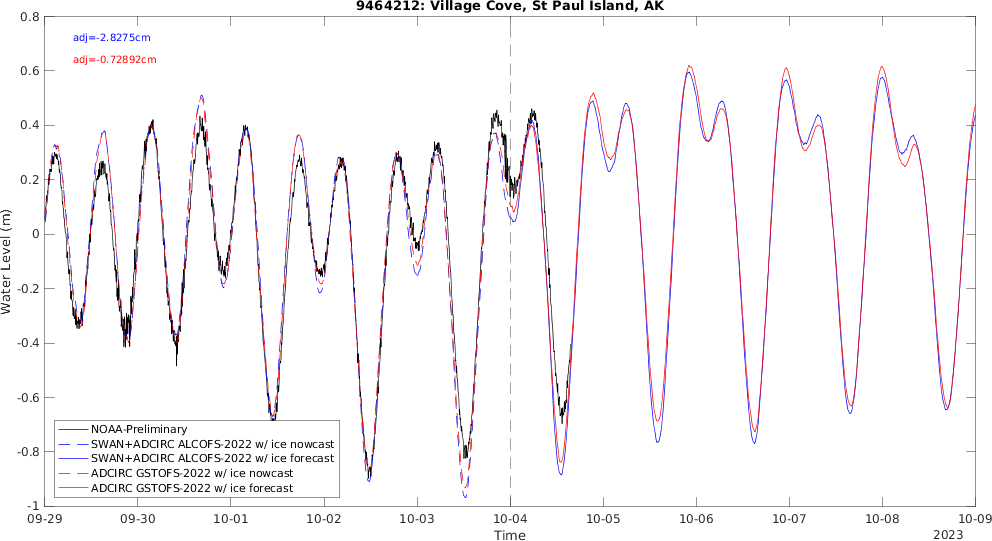 9464212: Village Cove, St Paul Island, AK
adj=-2.8275cm
adj=-0.72892cm
Water Level (m)
0.8
0.6
0.4
0.2
0
-0.2
-0.4
-0.6
-0.8
-1
NOAA-Preliminary
SWAN+ADCIRC ALCOFS-2022 w/ ice nowcast
SWAN+ADCIRC ALCOFS-2022 w/ ice forecast
ADCIRC GSTOFS-2022 w/ ice nowcast
ADCIRC GSTOFS-2022 w/ ice forecast
09-29 09-30 10-01 10-02 10-03 10-04 10-05 10-06 10-07 10-08 10-09
Time
2023